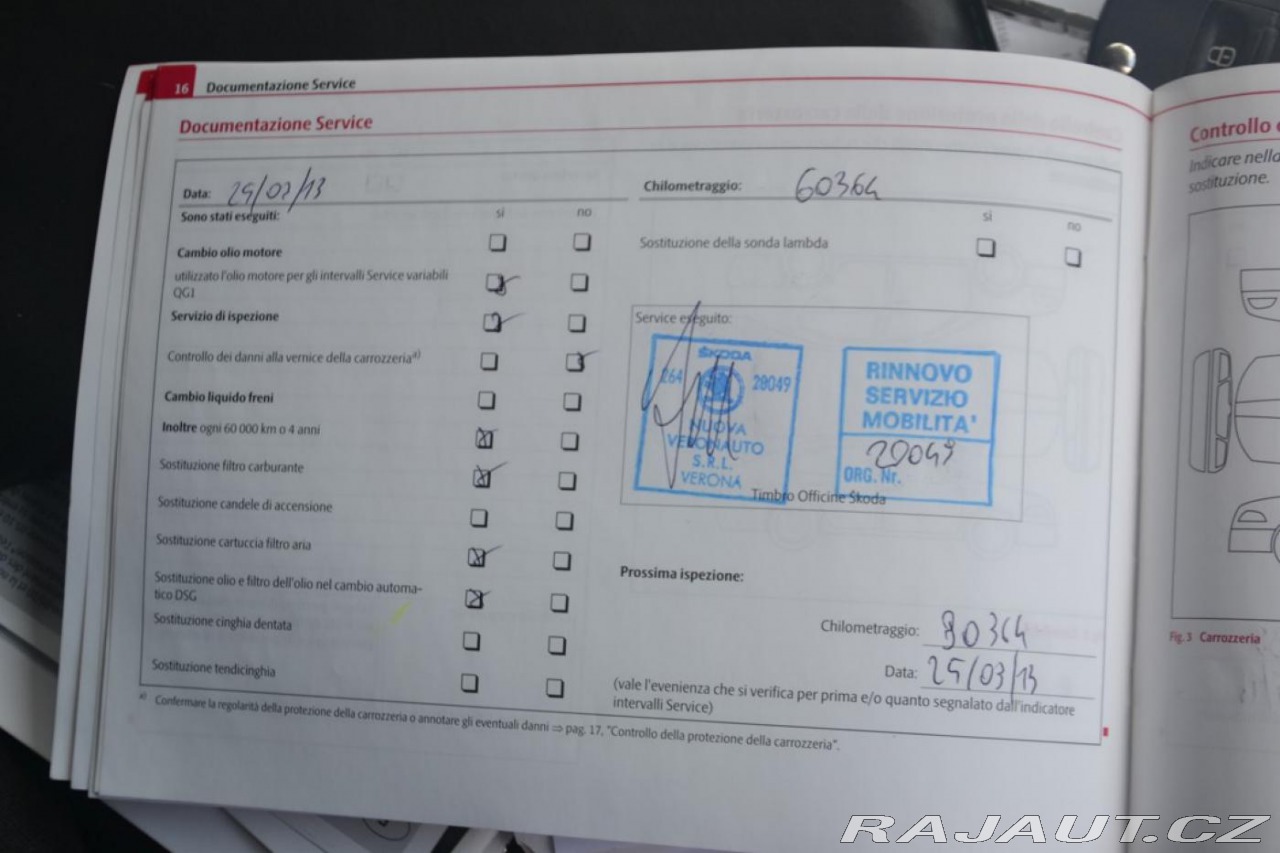 16 Documentazione Service
Documentazione Service
Data: 29/07/13
Chilometraggio: 60364
Sono stati eseguiti:
si no
si no
Cambio olio motore
Sostituzione della sonda lambda
utilizzato l'olio motore per gli intervalli Service variabili
QG1
Servizio di ispezione
Controllo dei danni alla vernice della carrozzeria a)
Cambio liquido freni
Inoltre ogni 60 000 km o 4 anni
Sostituzione filtro carburante
Sostituzione candele di accensione
Sostituzione cartuccia filtro aria
Sostituzione olio e filtro dell'olio nel cambio automa-
tico DSG
Sostituzione cinghia dentata
Sostituzione tendicinghia
Service eseguito:
ŠKODA
264 28049
NUOVA
VERONAUTO
S.R.L.
VERONA
RINNOVO
SERVIZIO
MOBILITA'
28049
ORG. Nr.
Timbro Officine Škoda
Prossima ispezione:
Chilometraggio: 90364
Data: 29/03/13
(vale l'evenienza che si verifica per prima e/o quanto segnalato dall'indicatore
intervalli Service)
a) Confermare la regolarità della protezione della carrozzeria o annotare gli eventuali danni ⇒ pag. 17, "Controllo della protezione della carrozzeria".
Controllo
Indicare nella
sostituzione.
Fig. 3 Carrozzeria
RAJAUT.CZ